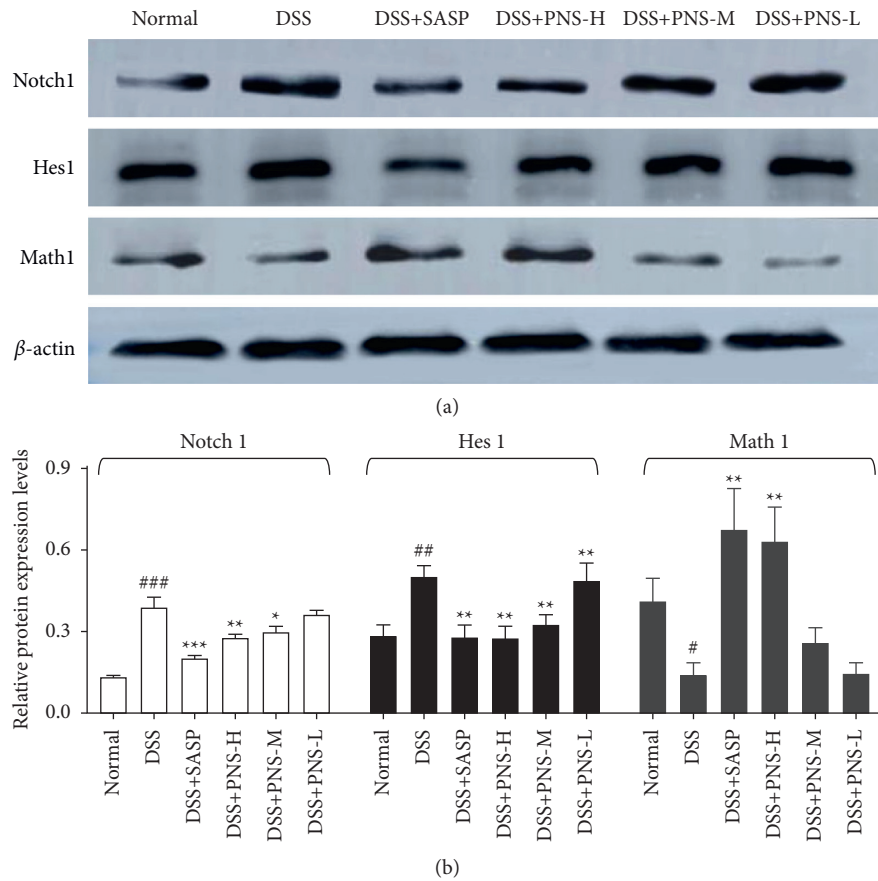 Normal DSS DSS+SASP DSS+PNS-H DSS+PNS-M DSS+PNS-L
Notch1
Hes1
Math1
β-actin
(a)
Notch 1 Hes 1 Math 1
Relative protein expression levels
0.9
0.6
0.3
0.0
### *** ** *
## ** ** ** **
# ** **
Normal DSS DSS+SASP DSS+PNS-H DSS+PNS-M DSS+PNS-L
Normal DSS DSS+SASP DSS+PNS-H DSS+PNS-M DSS+PNS-L
Normal DSS DSS+SASP DSS+PNS-H DSS+PNS-M DSS+PNS-L
(b)